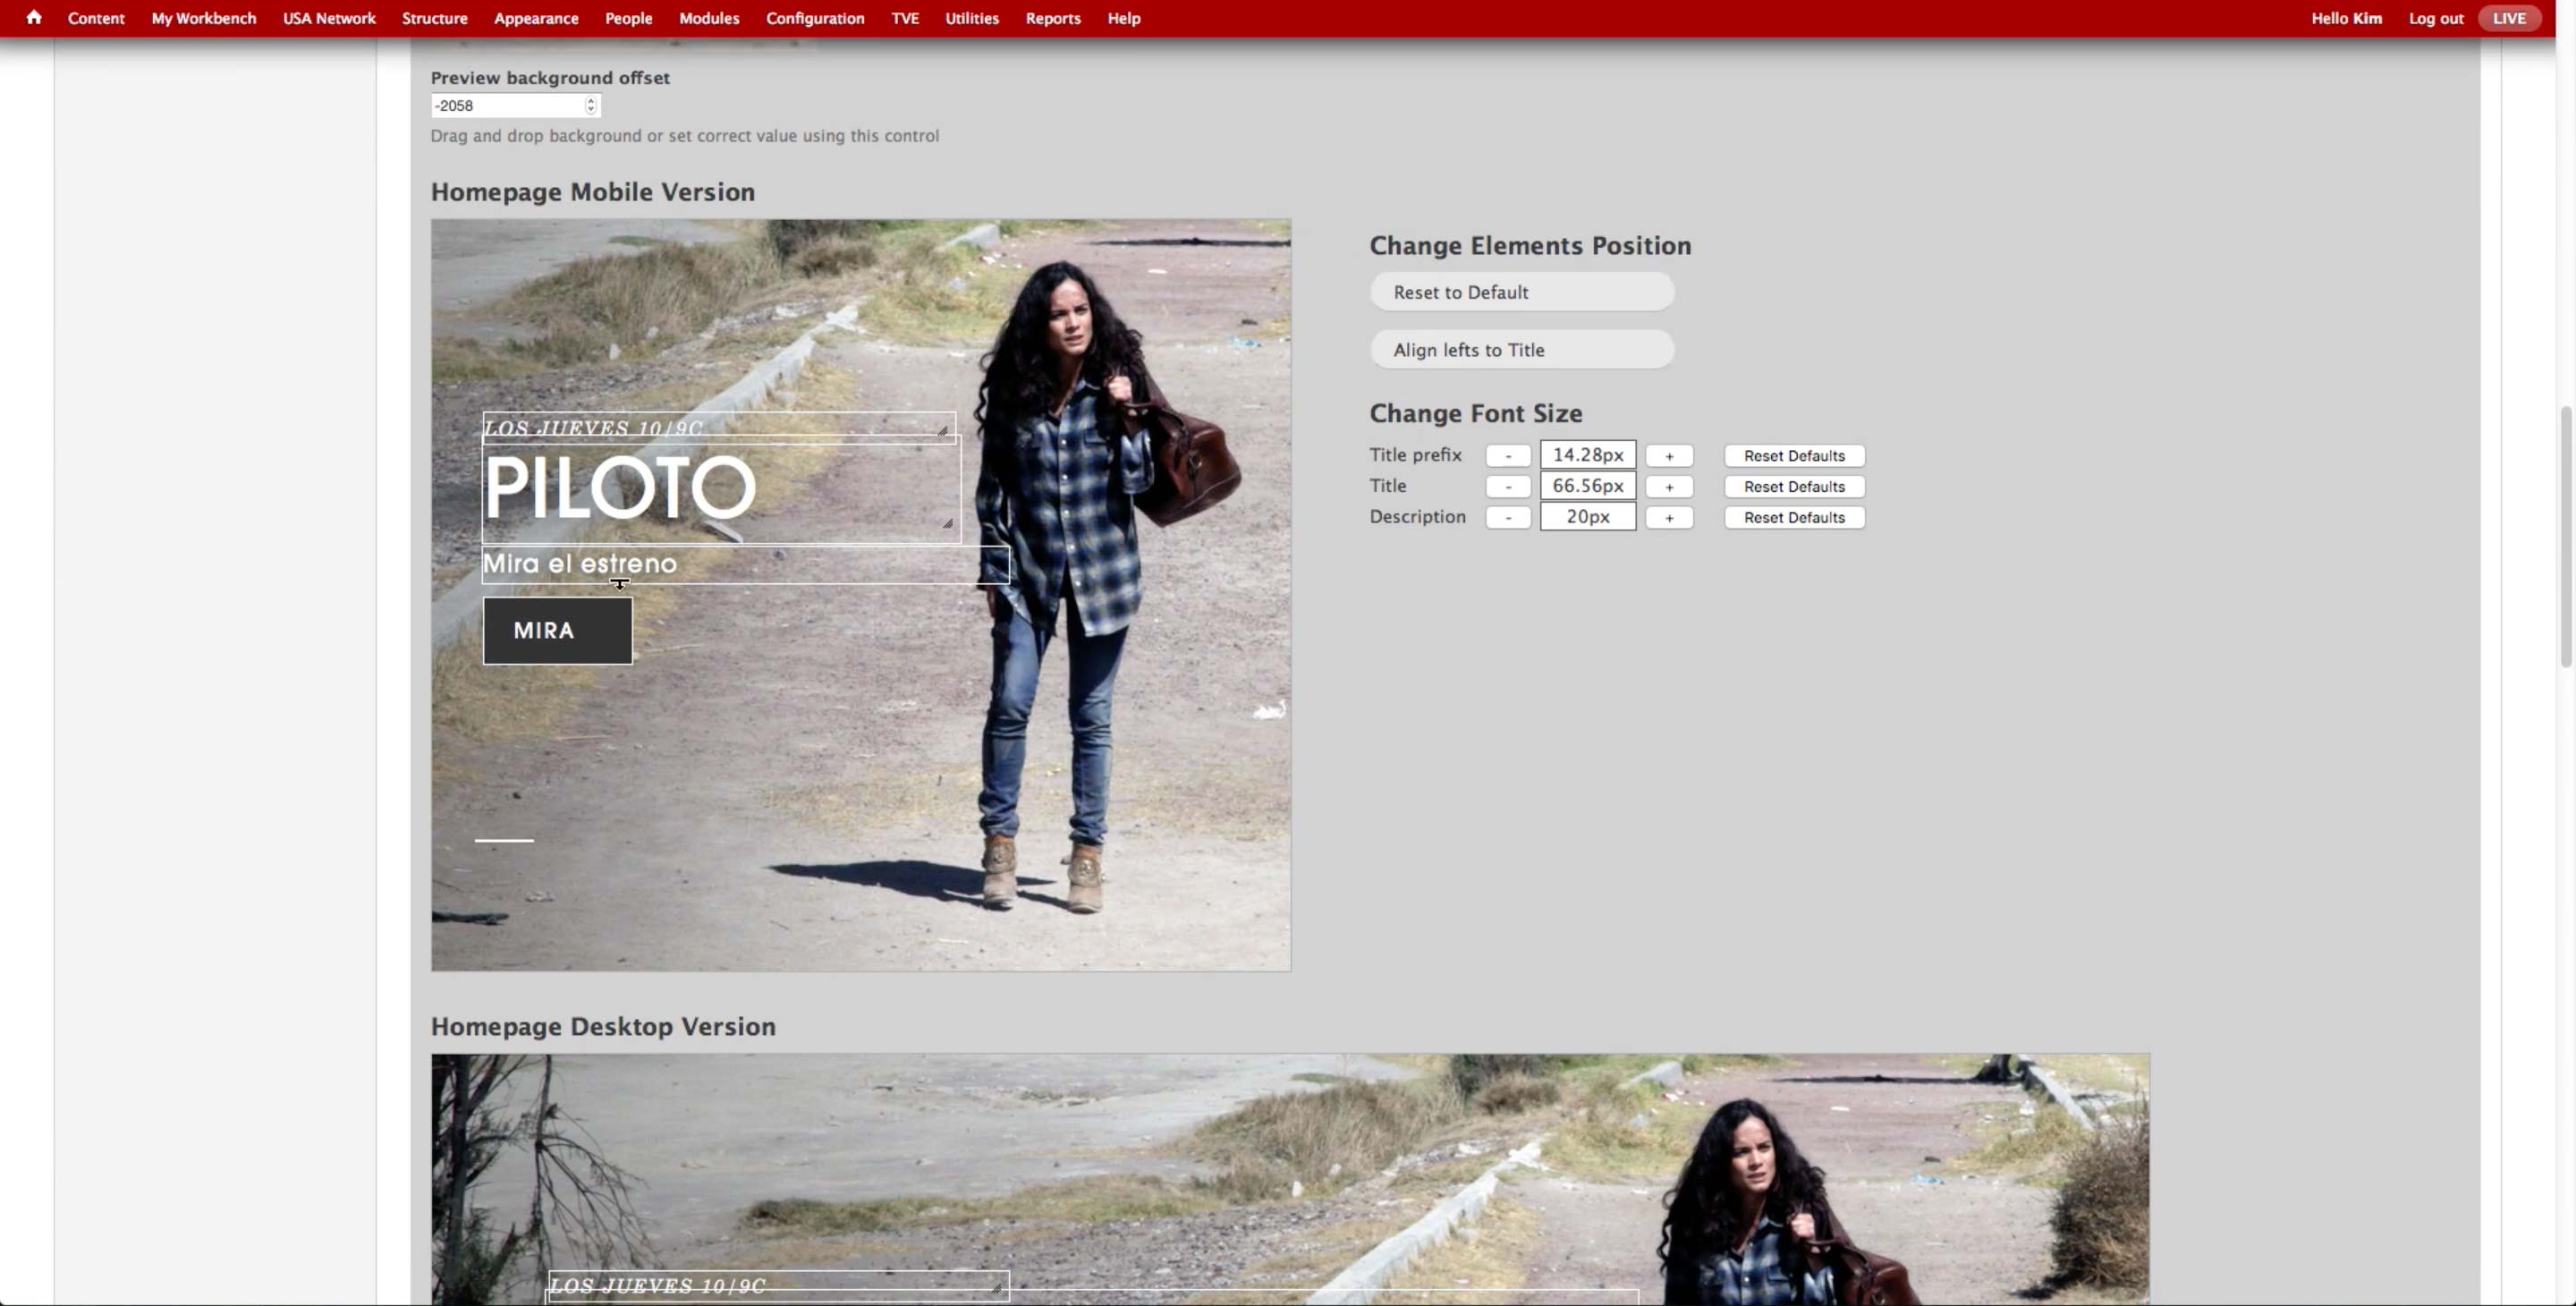 Content My Workbench USA Network Structure Appearance People Modules Configuration TVE Utilities Reports Help Hello Kim Log out LIVE
Preview background offset
-2058
Drag and drop background or set correct value using this control
Homepage Mobile Version
LOS JUEVES 10/9C
PILOTO
Mira el estreno
MIRA
Change Elements Position
Reset to Default
Align lefts to Title
Change Font Size
Title prefix - 14.28px + Reset Defaults
Title - 66.56px + Reset Defaults
Description - 20px + Reset Defaults
Homepage Desktop Version
LOS JUEVES 10/9C